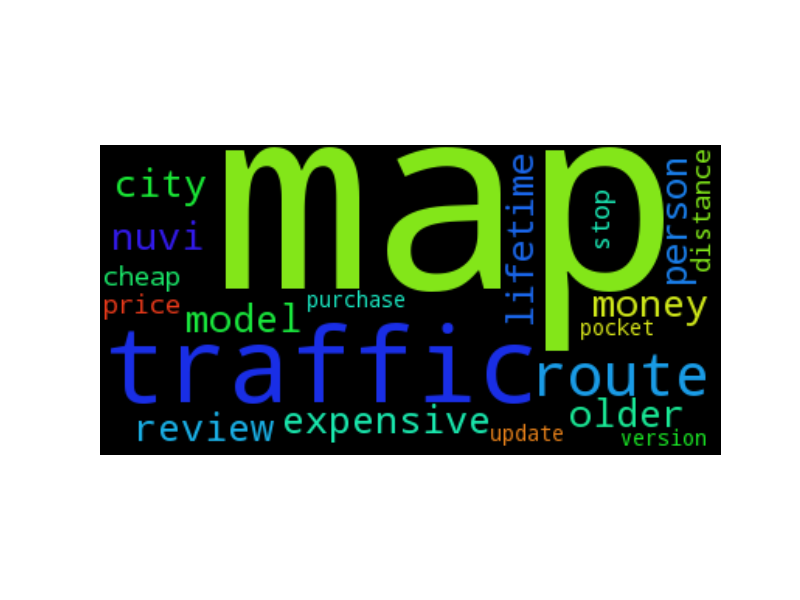 map
city
nuvi
cheap
price
model
purchase
lifetime
stop
person
distance
money
pocket
traffic
route
review
expensive
update
older
version